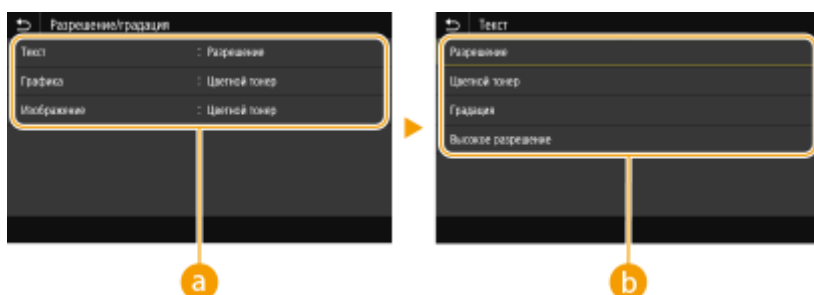 Разрешение/градация
Текст : Разрешение
Графика : Цветной тонер
Изображение : Цветной тонер
a
Текст
Разрешение
Цветной тонер
Градация
Высокое разрешение
b